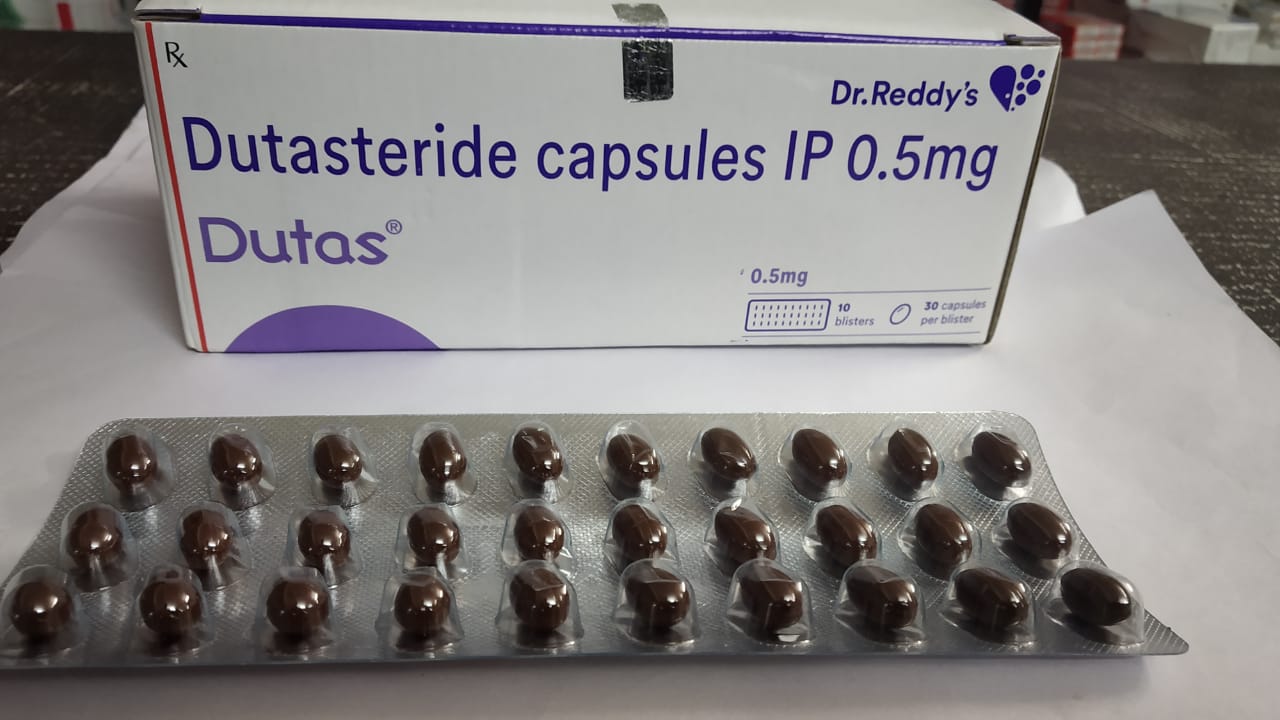 Rx
Dr.Reddy's
Dutasteride capsules IP 0.5mg
Dutas®
0.5mg
10 blisters
30 capsules per blister